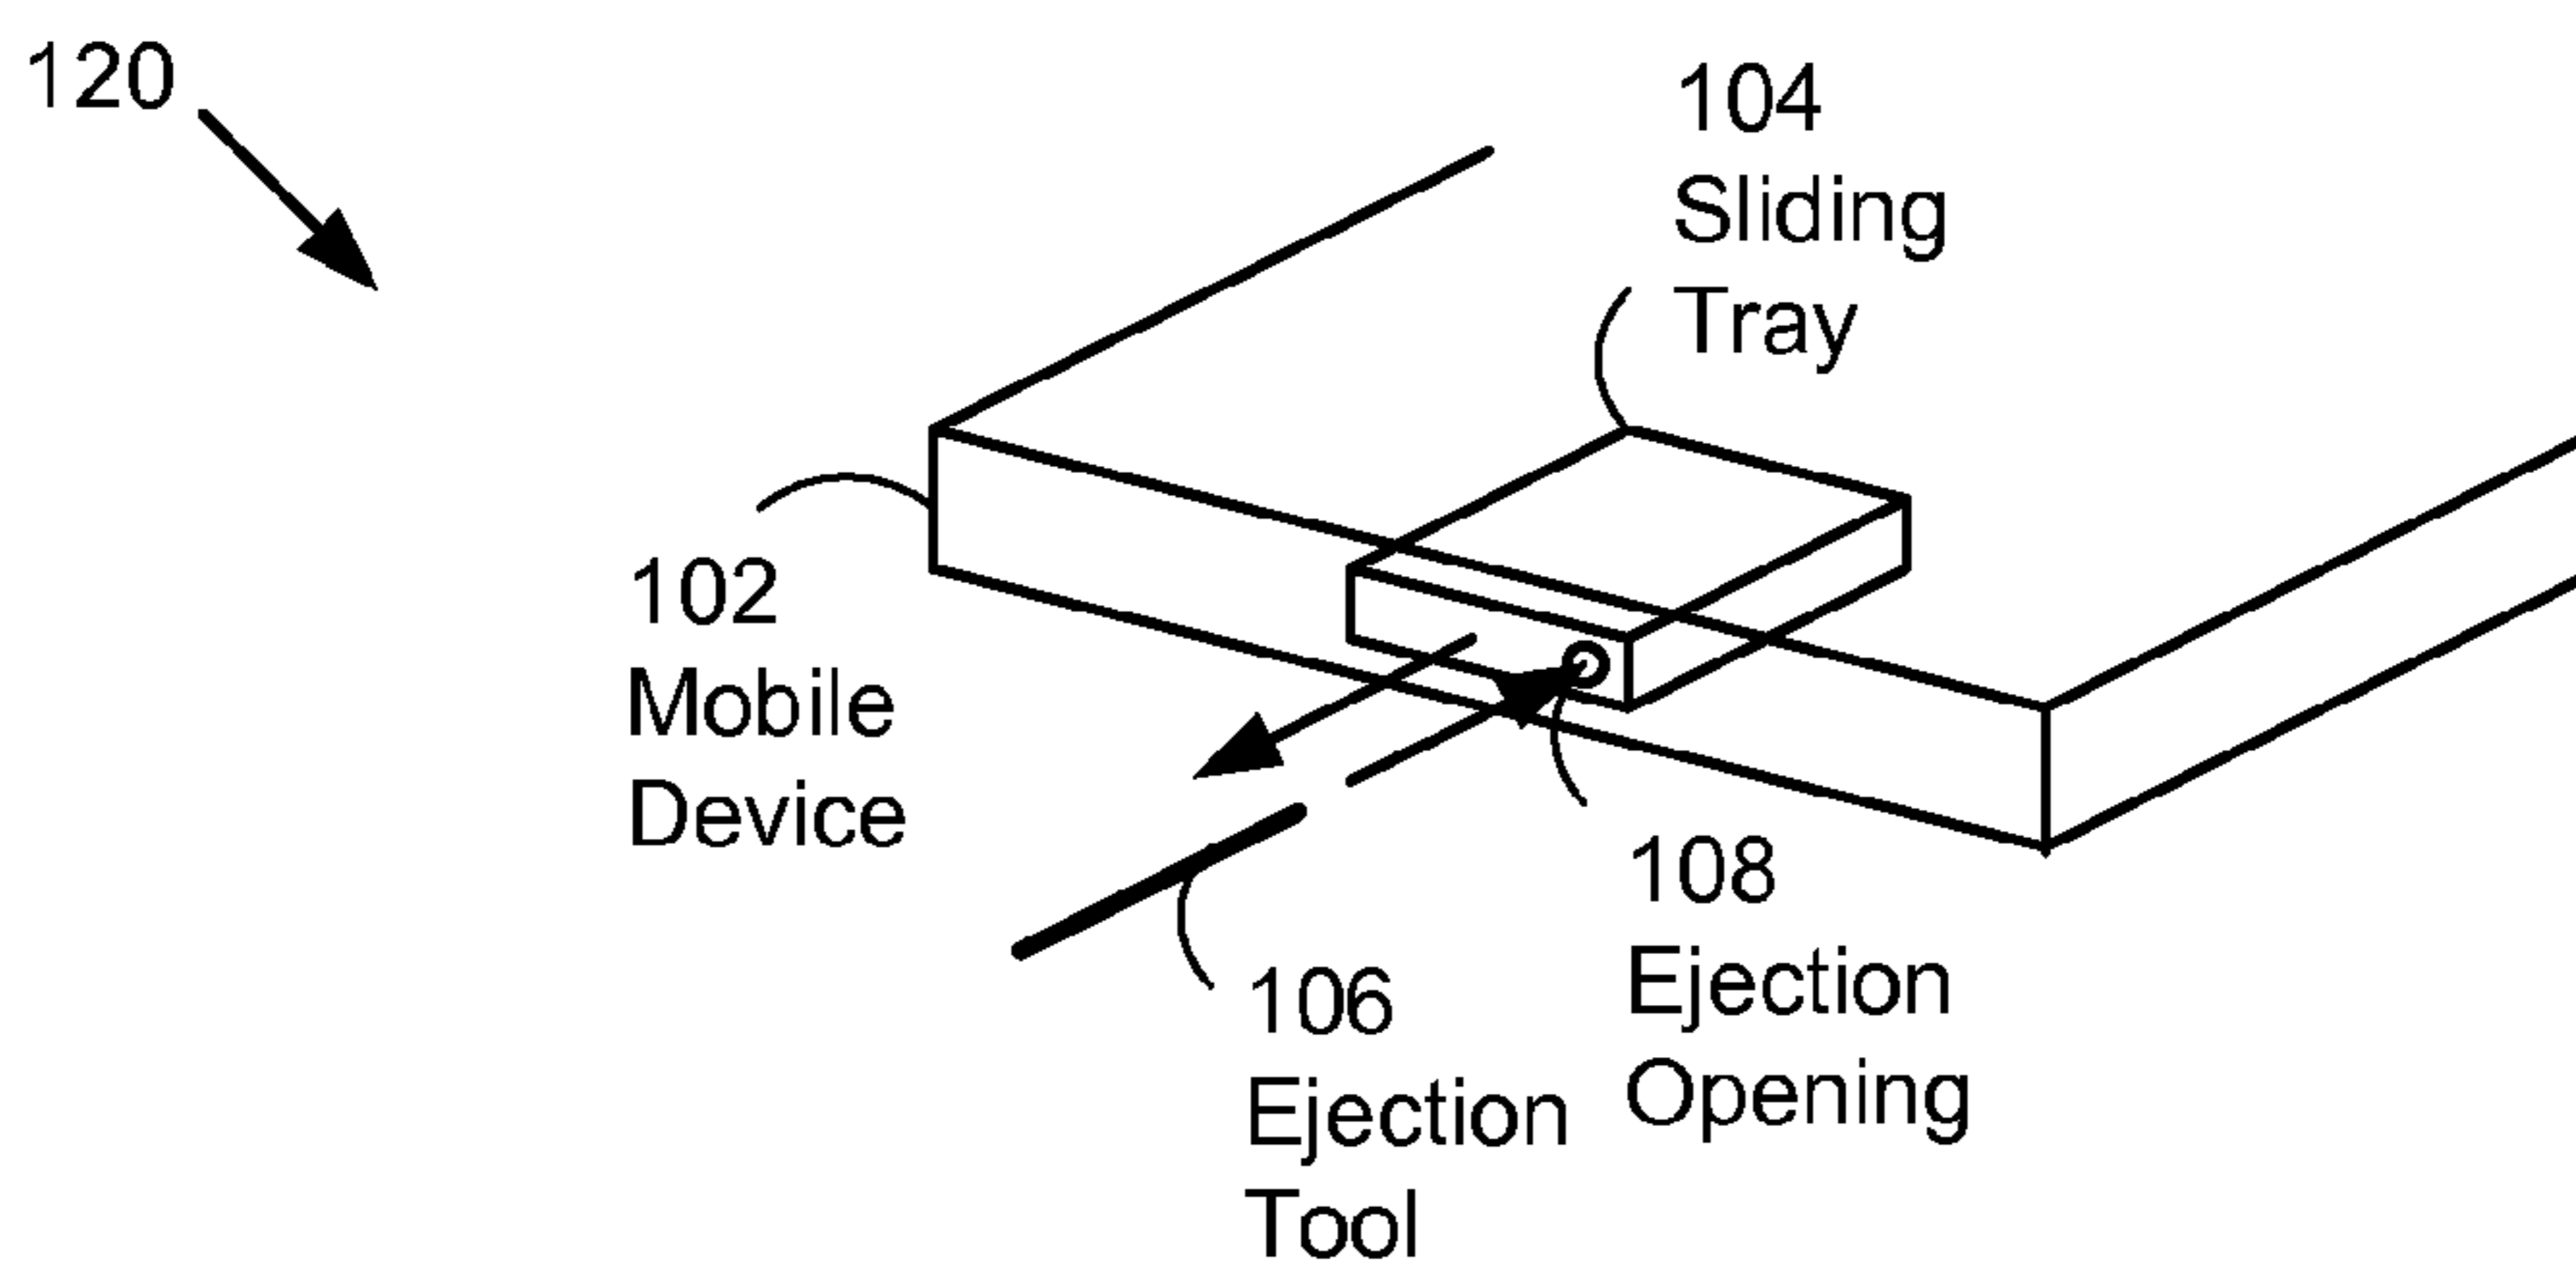 120
104
Sliding
Tray
102
Mobile
Device
108
Ejection
Opening
106
Ejection
Tool